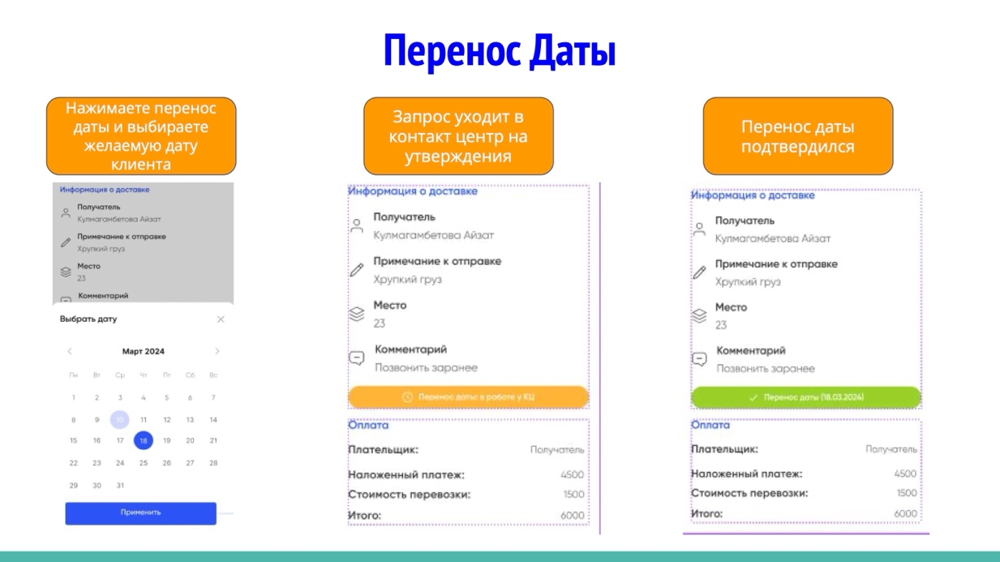 Перенос Даты
Нажимаете перенос
даты и выбираете
желаемую дату
клиента
Информация о доставке
Получатель
Кулмагамбетова Айзат
Примечание к отправке
Хрупкий груз
Место
23
Комментарий
Выбрать дату
Март 2024
Пн Вт Ср Чт Пт Сб Вс
1 2 3 4 5 6 7
8 9 10 11 12 13 14
15 16 17 18 19 20 21
22 23 24 25 26 27 28
29 30 31
Применить
Запрос уходит в
контакт центр на
утверждения
Информация о доставке
Получатель
Кулмагамбетова Айзат
Примечание к отправке
Хрупкий груз
Место
23
Комментарий
Позвонить заранее
Перенос даты: в работе у КЦ
Оплата
Плательщик: Получатель
Наложенный платеж: 4500
Стоимость перевозки: 1500
Итого: 6000
Перенос даты
подтвердился
Информация о доставке
Получатель
Кулмагамбетова Айзат
Примечание к отправке
Хрупкий груз
Место
23
Комментарий
Позвонить заранее
Перенос даты (18.03.2024)
Оплата
Плательщик: Получатель
Наложенный платеж: 4500
Стоимость перевозки: 1500
Итого: 6000